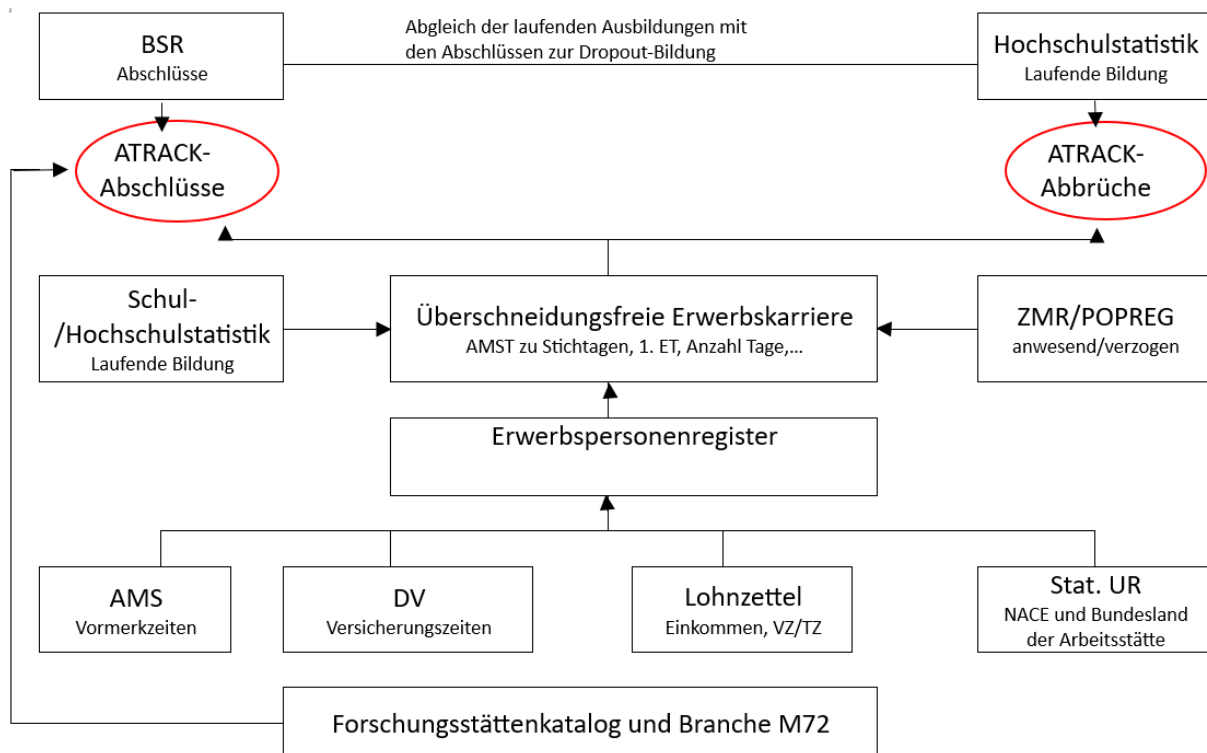 BSR
Abschlüsse
Abgleich der laufenden Ausbildungen mit
den Abschlüssen zur Dropout-Bildung
Hochschulstatistik
Laufende Bildung
ATRACK-
Abschlüsse
ATRACK-
Abbrüche
Schul-
/Hochschulstatistik
Laufende Bildung
Überschneidungsfreie Erwerbskarriere
AMST zu Stichtagen, 1. ET, Anzahl Tage,...
ZMR/POPREG
anwesend/verzogen
Erwerbspersonenregister
AMS
Vormerkzeiten
DV
Versicherungszeiten
Lohnzettel
Einkommen, VZ/TZ
Stat. UR
NACE und Bundesland
der Arbeitsstätte
Forschungsstättenkatalog und Branche M72